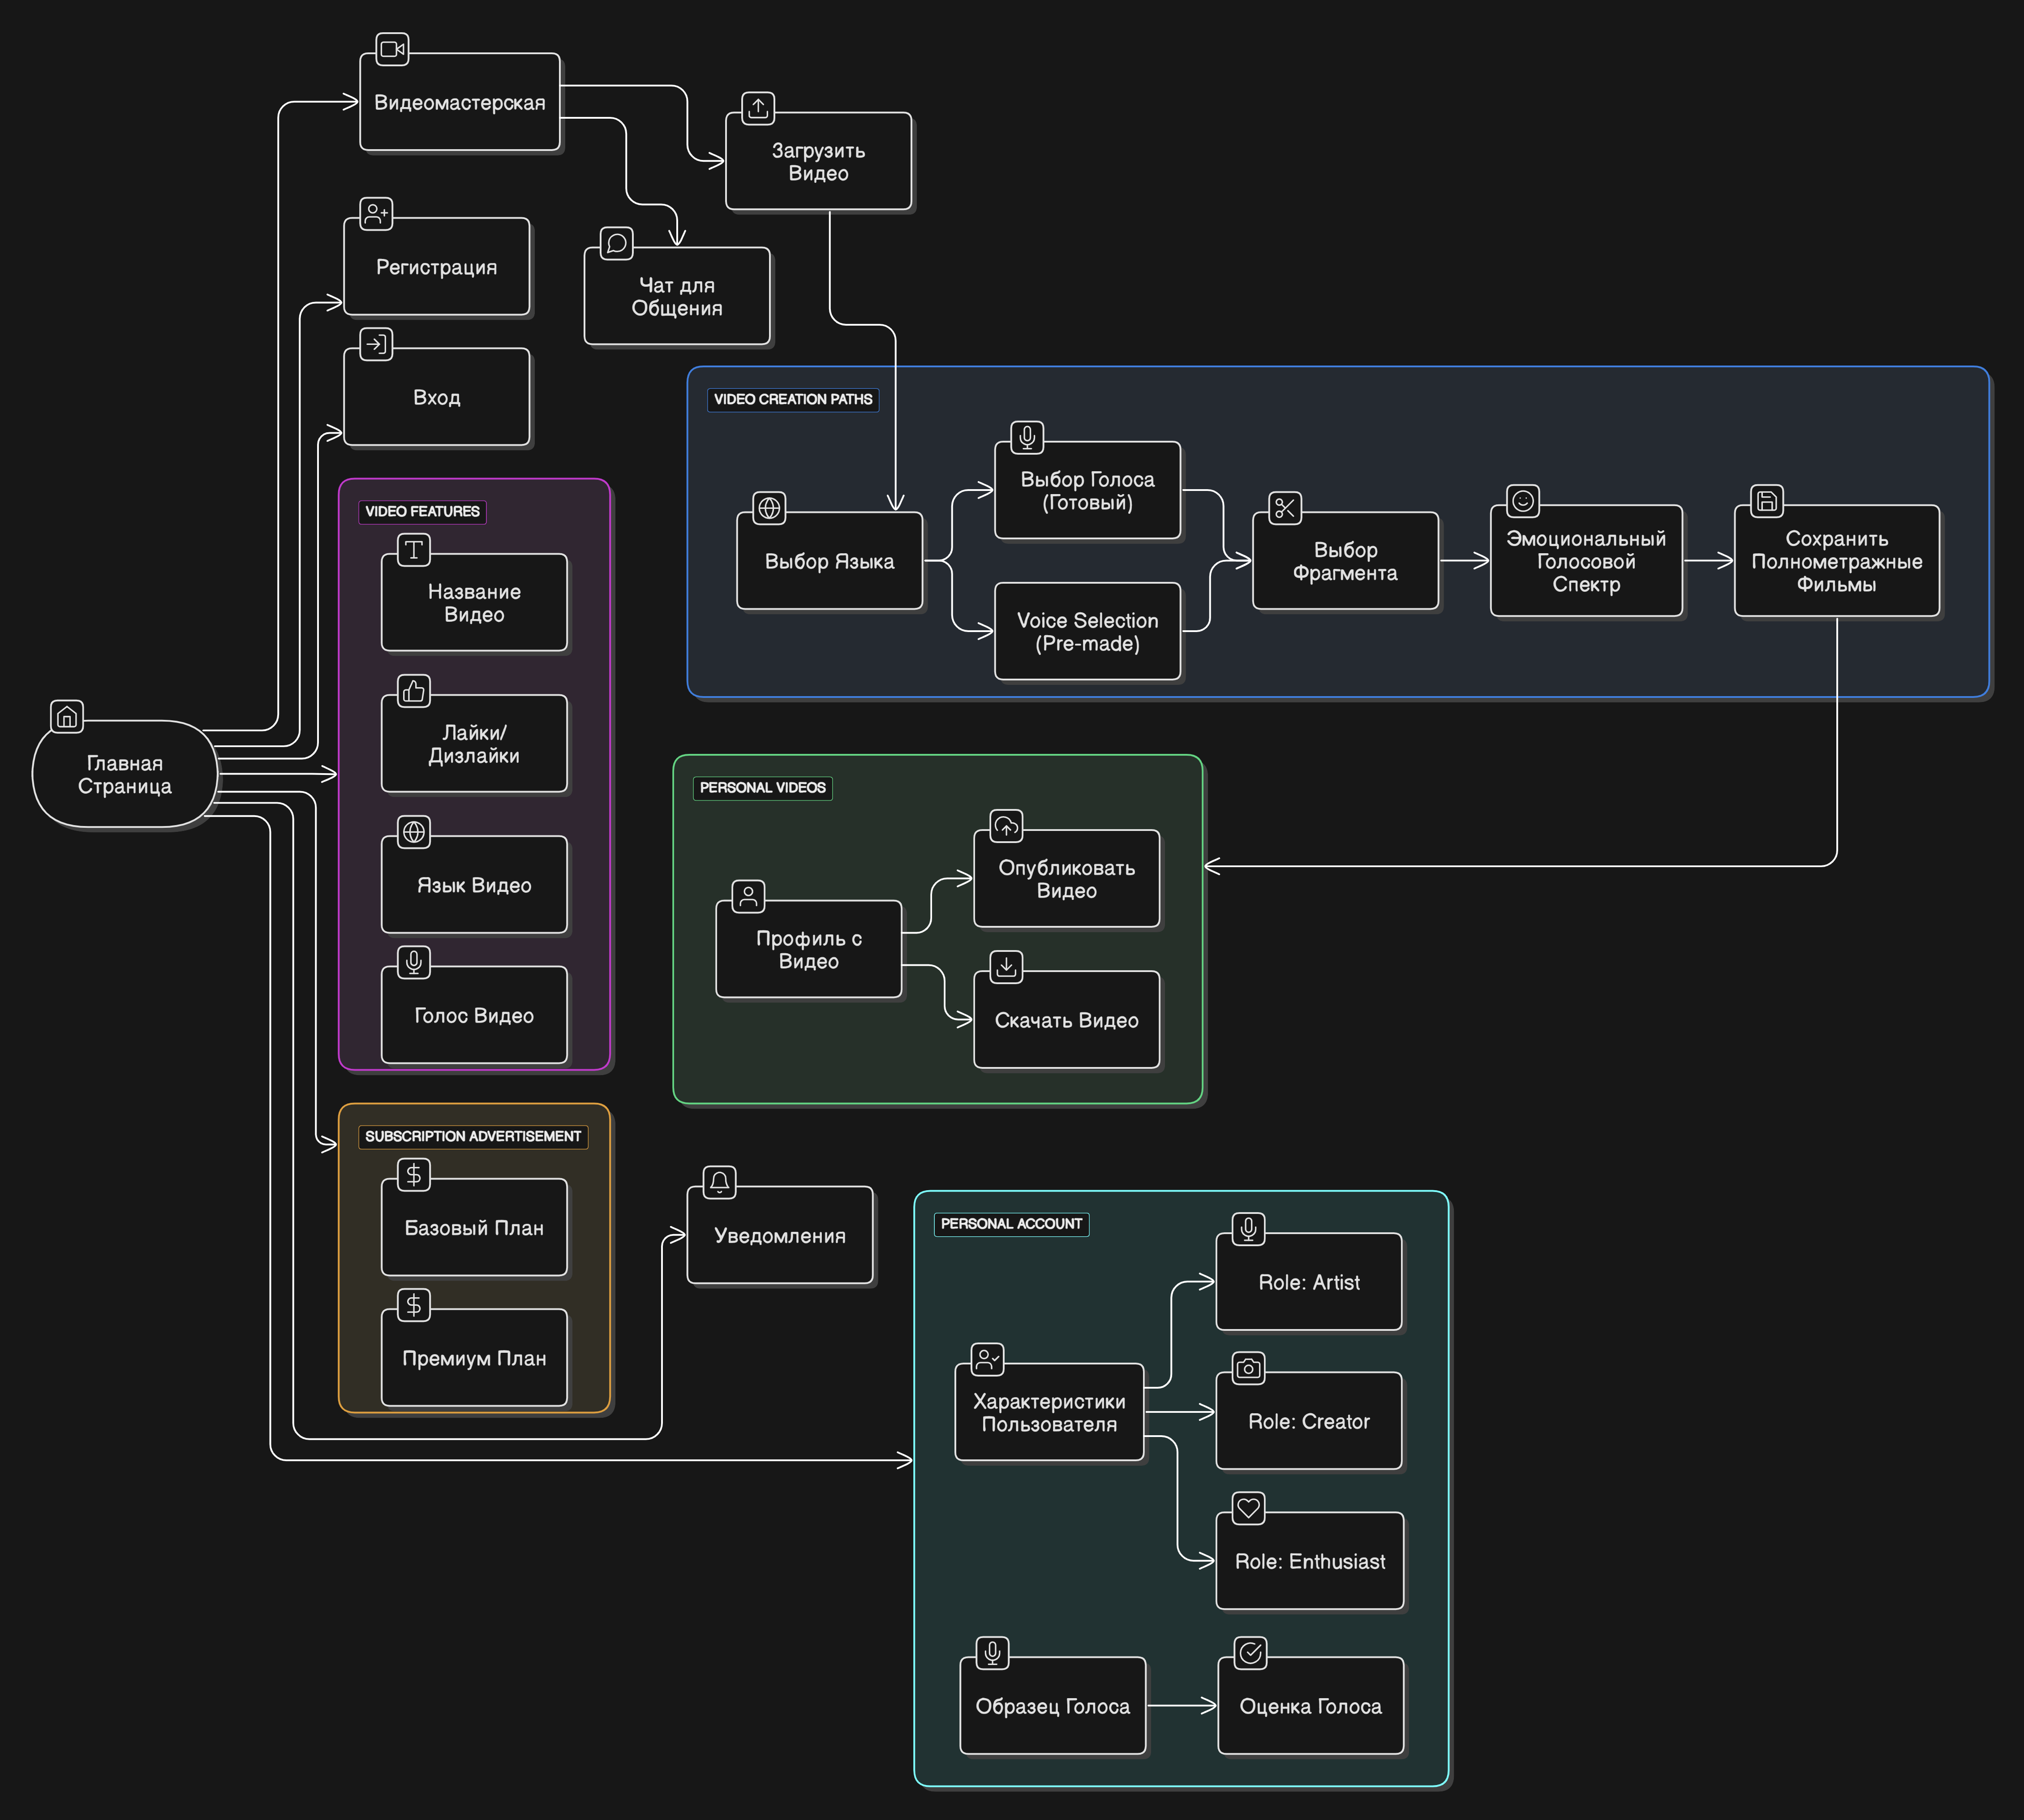 Видеомастерская
Загрузить
Видео
Регистрация
Чат для
Общения
Вход
VIDEO CREATION PATHS
Выбор Языка
Выбор Голоса
(Готовый)
Voice Selection
(Pre-made)
Выбор
Фрагмента
Эмоциональный
Голосовой
Спектр
Сохранить
Полнометражные
Фильмы
VIDEO FEATURES
Название
Видео
Лайки/
Дизлайки
Язык Видео
Голос Видео
Главная
Страница
PERSONAL VIDEOS
Профиль с
Видео
Опубликовать
Видео
Скачать Видео
SUBSCRIPTION ADVERTISEMENT
Базовый План
Премиум План
Уведомления
PERSONAL ACCOUNT
Характеристики
Пользователя
Role: Artist
Role: Creator
Role: Enthusiast
Образец Голоса
Оценка Голоса